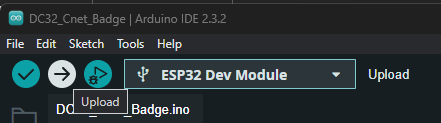 DC32_Cnet_Badge | Arduino IDE 2.3.2
File Edit Sketch Tools Help
ESP32 Dev Module Upload
Upload
Badge.ino